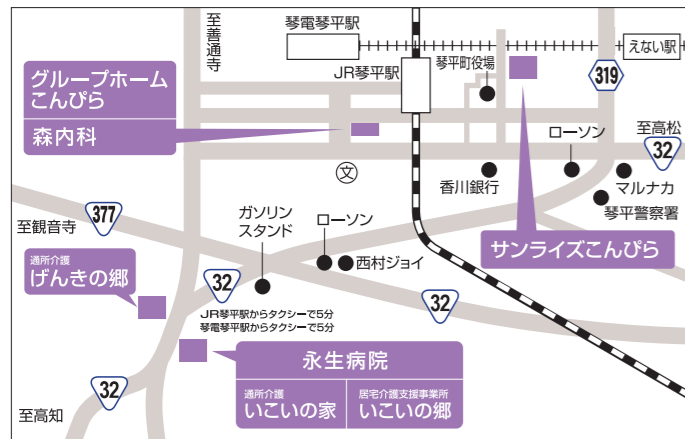 至善通寺
琴電琴平駅
えない駅
JR琴平駅
琴平町役場
319
グループホーム
こんぴら
森内科
ローソン
至高松
32
文
香川銀行
マルナカ
琴平警察署
377
至観音寺
ガソリン
スタンド
ローソン
西村ジョイ
サンライズこんぴら
通所介護
げんきの郷
32
32
JR琴平駅からタクシーで5分
琴電琴平駅からタクシーで5分
永生病院
通所介護
いこいの家
居宅介護支援事業所
いこいの郷
32
至高知